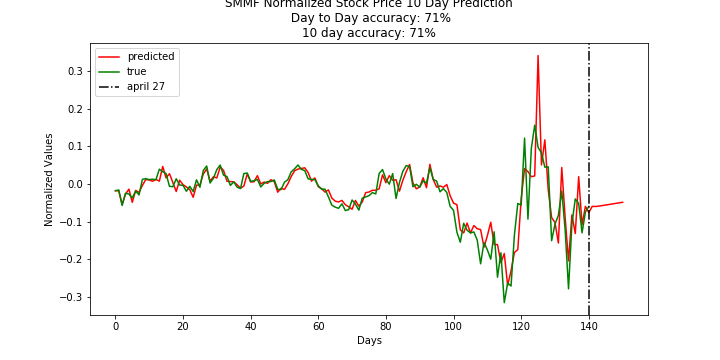 SMMF Normalized Stock Price 10 Day Prediction
Day to Day accuracy: 71%
10 day accuracy: 71%
predicted
true
april 27
Normalized Values
0.3
0.2
0.1
0.0
−0.1
−0.2
−0.3
0 20 40 60 80 100 120 140
Days